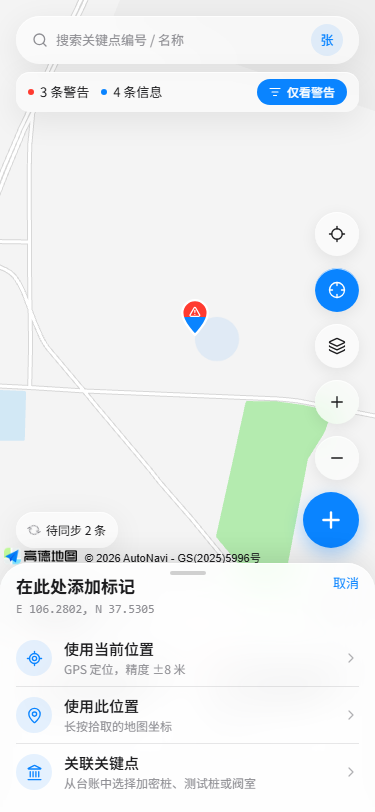 搜索关键点编号 / 名称
张
3 条警告
4 条信息
仅看警告
待同步 2 条
高德地图
© 2026 AutoNavi - GS(2025)5996号
在此处添加标记
取消
E 106.2802, N 37.5305
使用当前位置
GPS 定位，精度 ±8 米
使用此位置
长按拾取的地图坐标
关联关键点
从台账中选择加密桩、测试桩或阀室